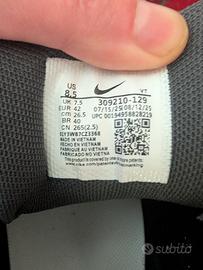 US
8.5
VT
UK 7.5
EUR 42
cm 26.5
BR 40
CN 265(2.5)
309210-129
07/15/25 08/12/25
UPC 00194958828219
MADE IN VIETNAM
FABRIQUÉ AU VIETNAM
HECHO EN VIETNAM
FABRICADO NO VIETNA
subito